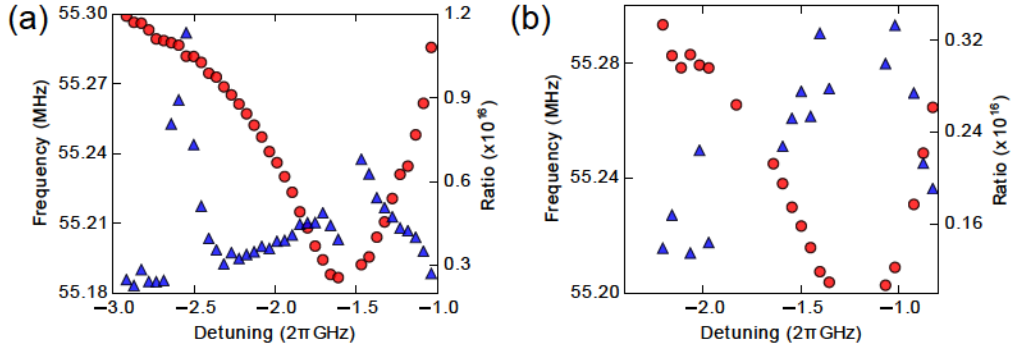 (a)
55.30
55.27
55.24
55.21
55.18
Frequency (MHz)
1.2
0.9
0.6
0.3
Ratio (x10¹⁶)
−3.0 −2.5 −2.0 −1.5 −1.0
Detuning (2π GHz)
(b)
55.28
55.24
55.20
Frequency (MHz)
0.32
0.24
0.16
Ratio (x10¹⁶)
−2.0 −1.5 −1.0
Detuning (2π GHz)